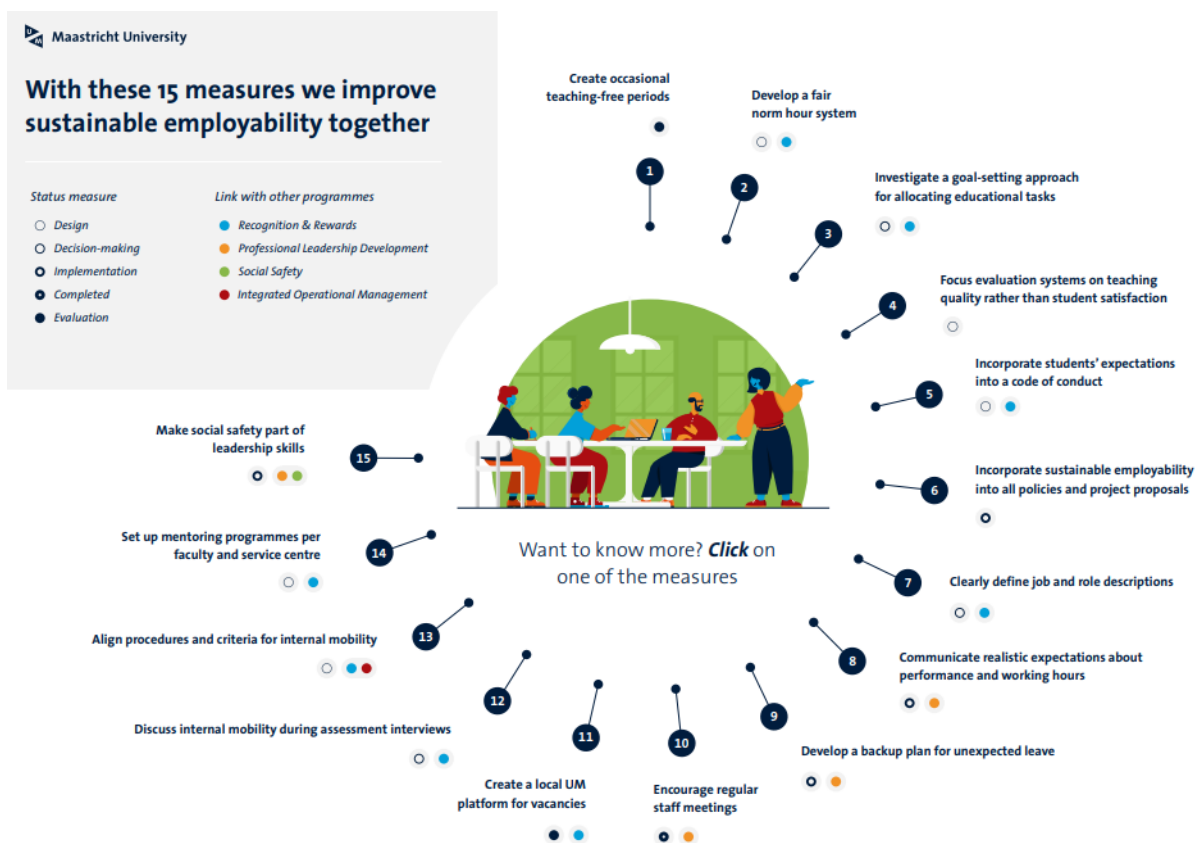 UM
Maastricht University
With these 15 measures we improve
sustainable employability together
Status measure
Design
Decision-making
Implementation
Completed
Evaluation
Link with other programmes
Recognition & Rewards
Professional Leadership Development
Social Safety
Integrated Operational Management
Create occasional
teaching-free periods
1
Develop a fair
norm hour system
2
Investigate a goal-setting approach
for allocating educational tasks
3
Focus evaluation systems on teaching
quality rather than student satisfaction
4
Incorporate students' expectations
into a code of conduct
5
Incorporate sustainable employability
into all policies and project proposals
6
Clearly define job and role descriptions
7
Communicate realistic expectations about
performance and working hours
8
Develop a backup plan for unexpected leave
9
Encourage regular
staff meetings
10
Create a local UM
platform for vacancies
11
Discuss internal mobility during assessment interviews
12
Align procedures and criteria for internal mobility
13
Set up mentoring programmes per
faculty and service centre
14
Make social safety part of
leadership skills
15
Want to know more? Click on
one of the measures